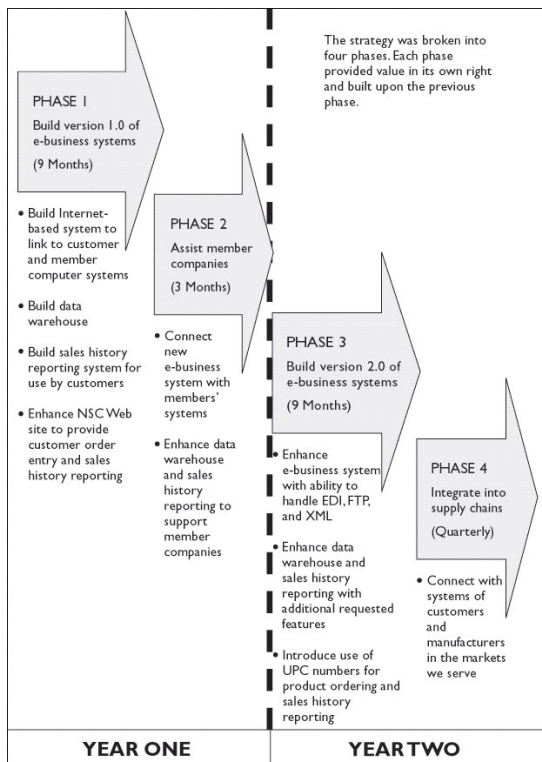 The strategy was broken into
four phases. Each phase
provided value in its own right
and built upon the previous
phase.
PHASE 1
Build version 1.0 of
e-business systems
(9 Months)
• Build Internet-
based system to
link to customer
and member
computer systems
• Build data
warehouse
• Build sales history
reporting system for
use by customers
• Enhance NSC Web
site to provide
customer order
entry and sales
history reporting
PHASE 2
Assist member
companies
(3 Months)
• Connect
new
e-business
system with
members'
systems
• Enhance data
warehouse
and sales
history
reporting to
support
member
companies
PHASE 3
Build version 2.0 of
e-business systems
(9 Months)
• Enhance
e-business system
with ability to
handle EDI, FTP,
and XML
• Enhance data
warehouse and
sales history
reporting with
additional requested
features
• Introduce use of
UPC numbers for
product ordering and
sales history
reporting
PHASE 4
Integrate into
supply chains
(Quarterly)
• Connect with
systems of
customers
and
manufacturers
in the markets
we serve
YEAR ONE
YEAR TWO